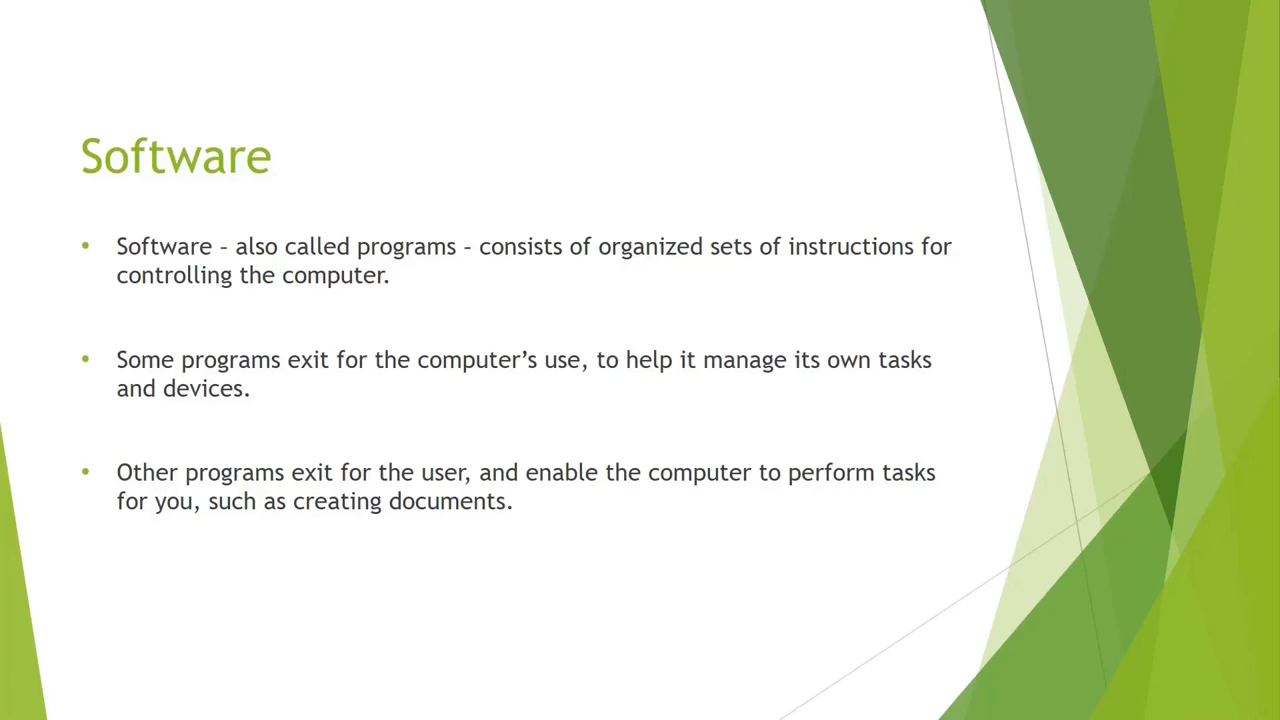 Software
• Software – also called programs – consists of organized sets of instructions for
controlling the computer.
• Some programs exit for the computer’s use, to help it manage its own tasks
and devices.
• Other programs exit for the user, and enable the computer to perform tasks
for you, such as creating documents.